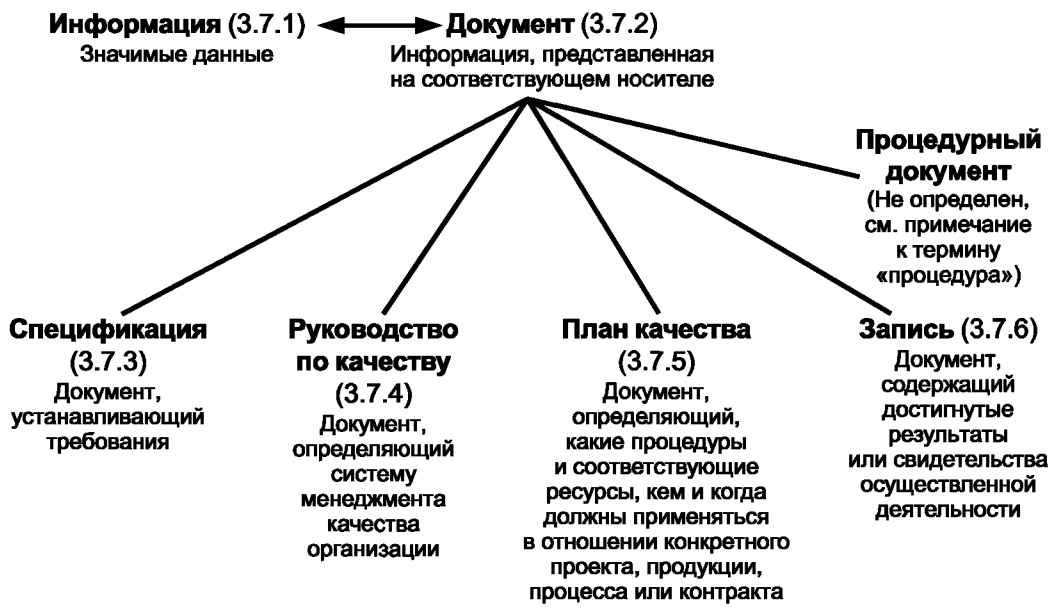 Информация (3.7.1)
Значимые данные
Документ (3.7.2)
Информация, представленная
на соответствующем носителе
Процедурный
документ
(Не определен,
см. примечание
к термину
«процедура»)
Спецификация
(3.7.3)
Документ,
устанавливающий
требования
Руководство
по качеству
(3.7.4)
Документ,
определяющий
систему
менеджмента
качества
организации
План качества
(3.7.5)
Документ,
определяющий,
какие процедуры
и соответствующие
ресурсы, кем и когда
должны применяться
в отношении конкретного
проекта, продукции,
процесса или контракта
Запись (3.7.6)
Документ,
содержащий
достигнутые
результаты
или свидетельства
осуществленной
деятельности